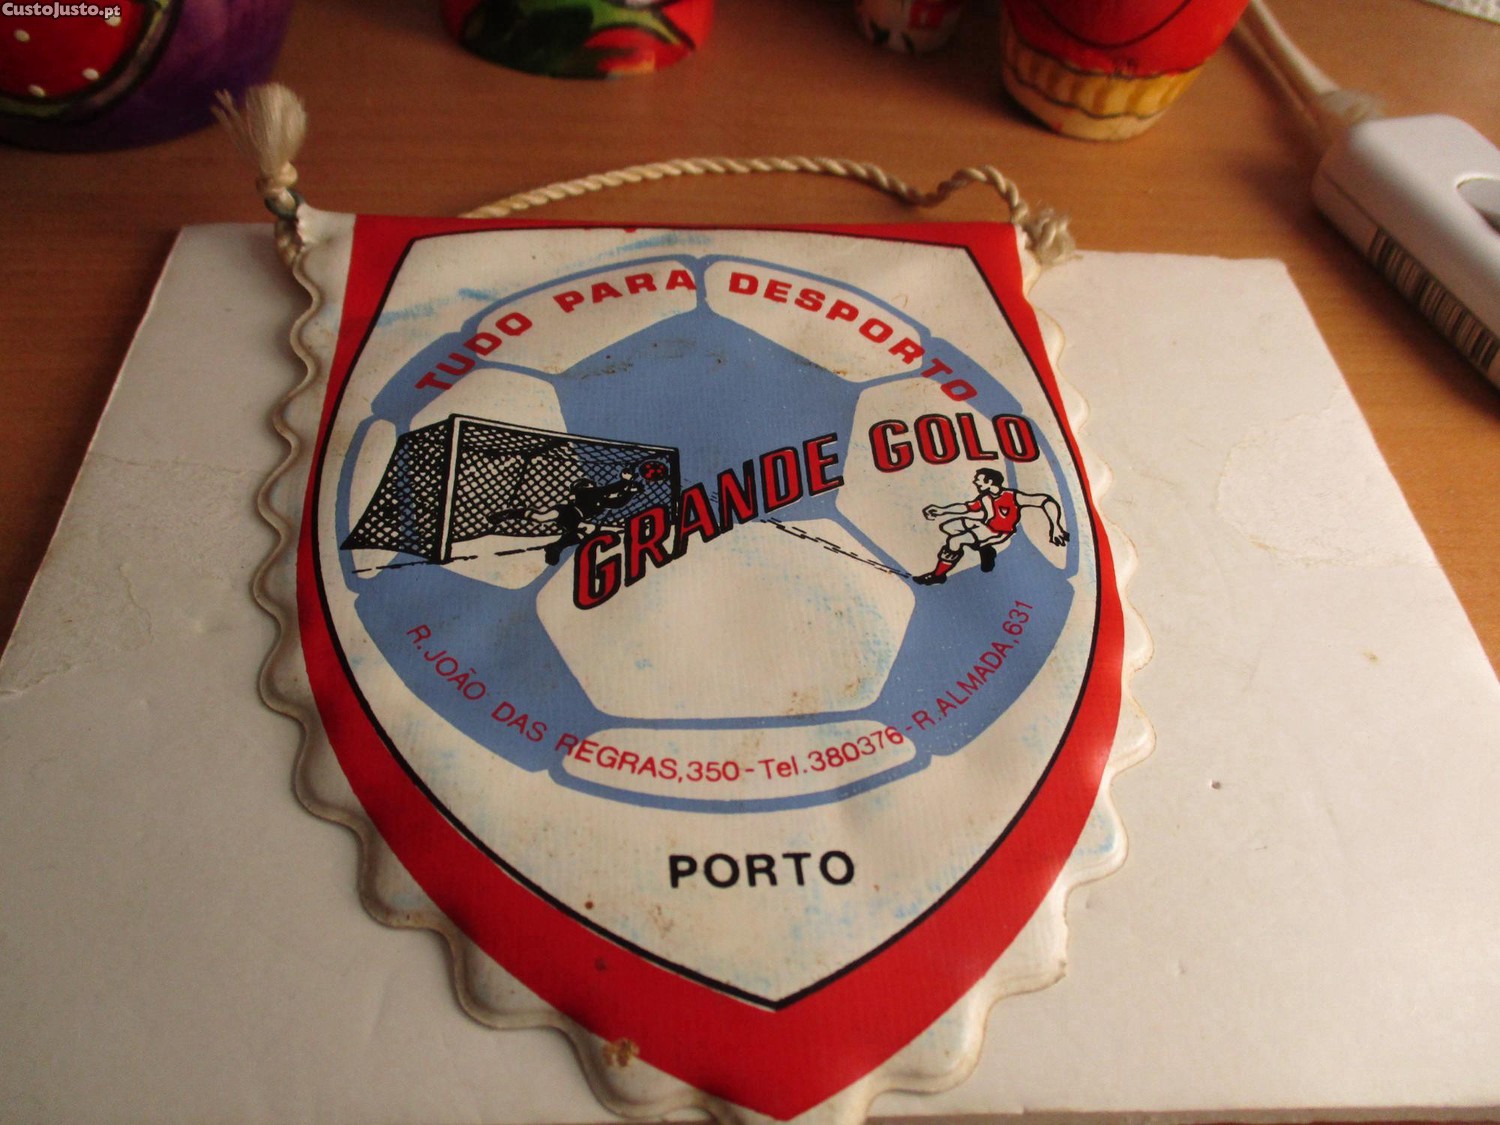 CustoJusto.pt
TUDO PARA DESPORTO
GRANDE GOLO
R. JOÃO DAS REGRAS, 350 - Tel. 380376 - R. ALMADA, 631
PORTO